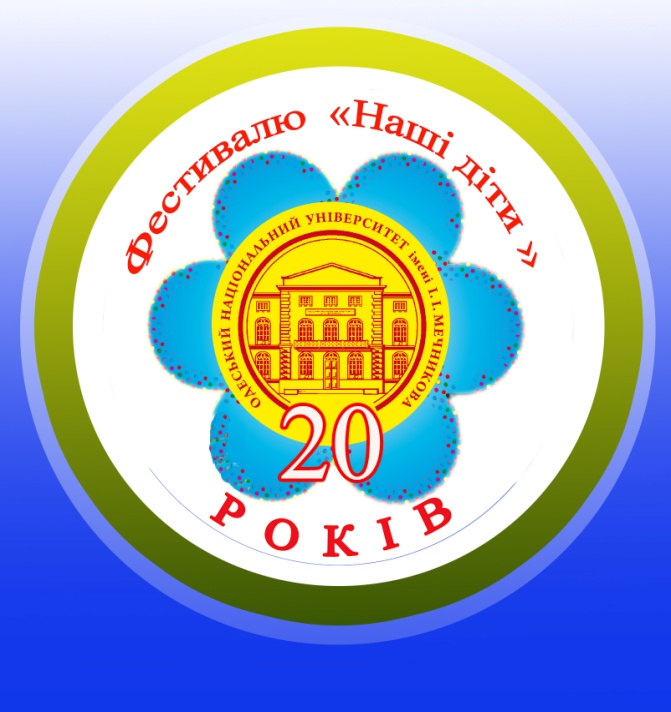 Фестивалю «Наші діти »
ОДЕСЬКИЙ НАЦІОНАЛЬНИЙ УНІВЕРСИТЕТ імені І. І. МЕЧНИКОВА
20
РОКІВ